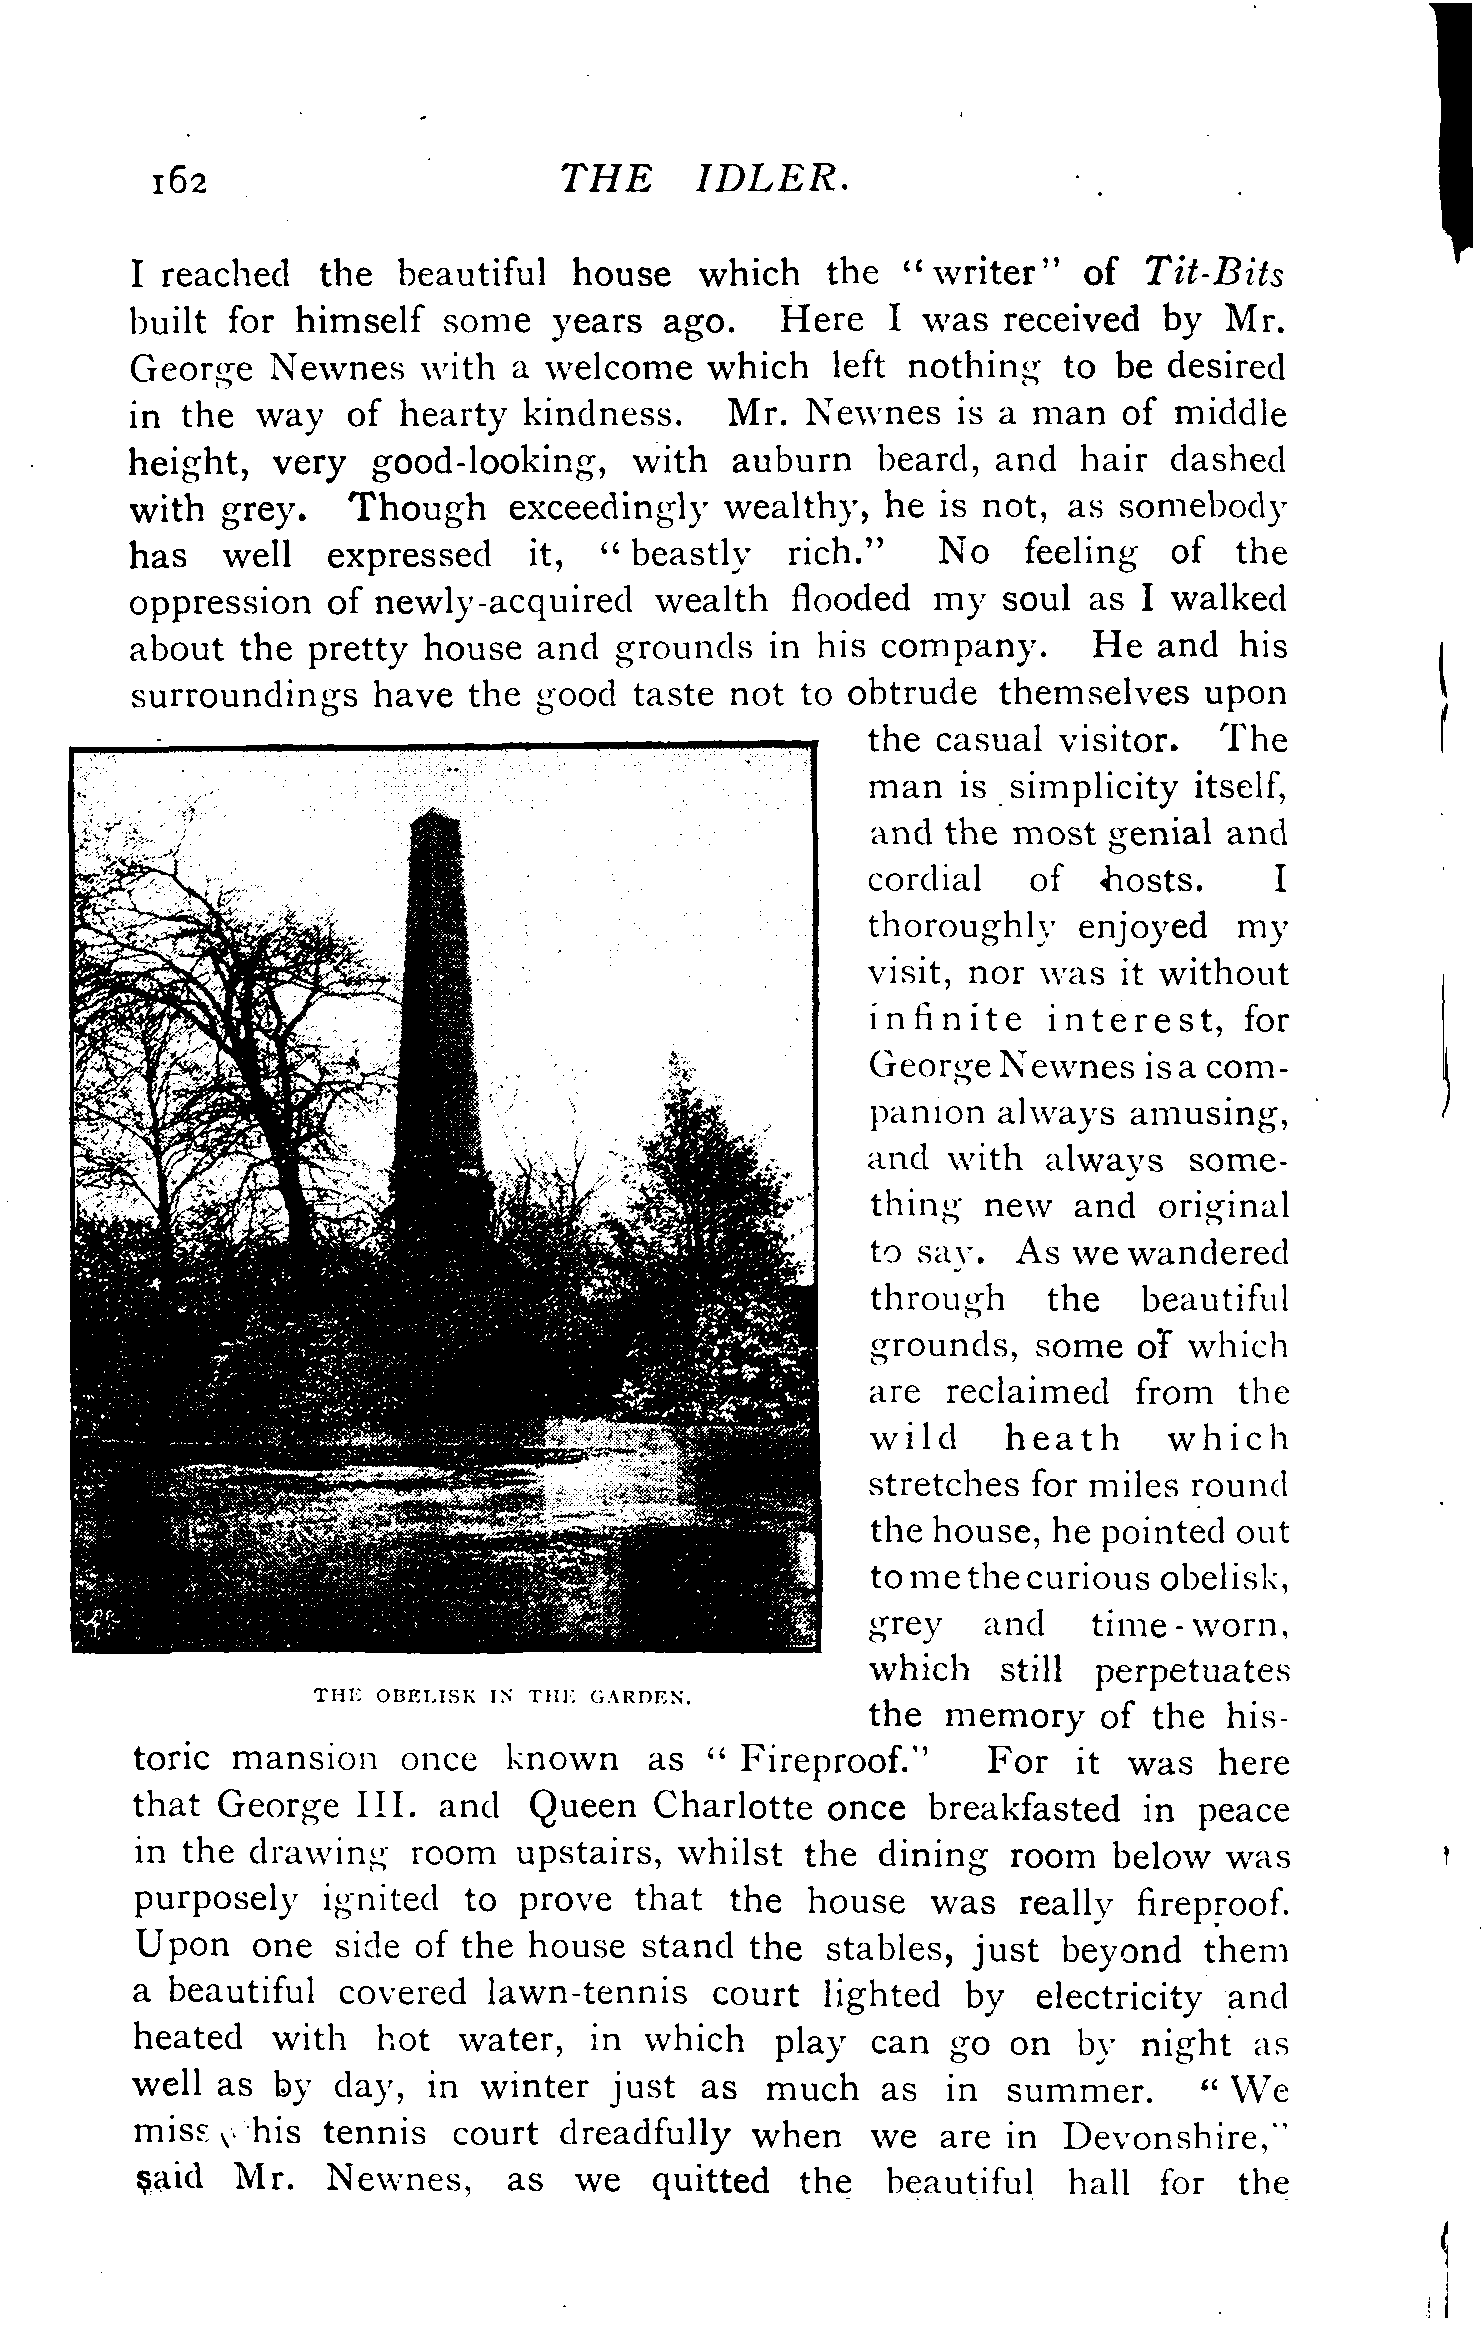 162 THE IDLER.
I reached the beautiful house which the "writer" of Tit-Bits
built for himself some years ago. Here I was received by Mr.
George Newnes with a welcome which left nothing to be desired
in the way of hearty kindness. Mr. Newnes is a man of middle
height, very good-looking, with auburn beard, and hair dashed
with grey. Though exceedingly wealthy, he is not, as somebody
has well expressed it, "beastly rich." No feeling of the
oppression of newly-acquired wealth flooded my soul as I walked
about the pretty house and grounds in his company. He and his
surroundings have the good taste not to obtrude themselves upon
the casual visitor. The
man is simplicity itself,
and the most genial and
cordial of hosts. I
thoroughly enjoyed my
visit, nor was it without
infinite interest, for
George Newnes is a com-
panion always amusing,
and with always some-
thing new and original
to say. As we wandered
through the beautiful
grounds, some of which
are reclaimed from the
wild heath which
stretches for miles round
the house, he pointed out
to me the curious obelisk,
grey and time-worn,
which still perpetuates
the memory of the his-
THE OBELISK IN THE GARDEN.
toric mansion once known as "Fireproof." For it was here
that George III. and Queen Charlotte once breakfasted in peace
in the drawing room upstairs, whilst the dining room below was
purposely ignited to prove that the house was really fireproof.
Upon one side of the house stand the stables, just beyond them
a beautiful covered lawn-tennis court lighted by electricity and
heated with hot water, in which play can go on by night as
well as by day, in winter just as much as in summer. "We
miss this tennis court dreadfully when we are in Devonshire,"
said Mr. Newnes, as we quitted the beautiful hall for the